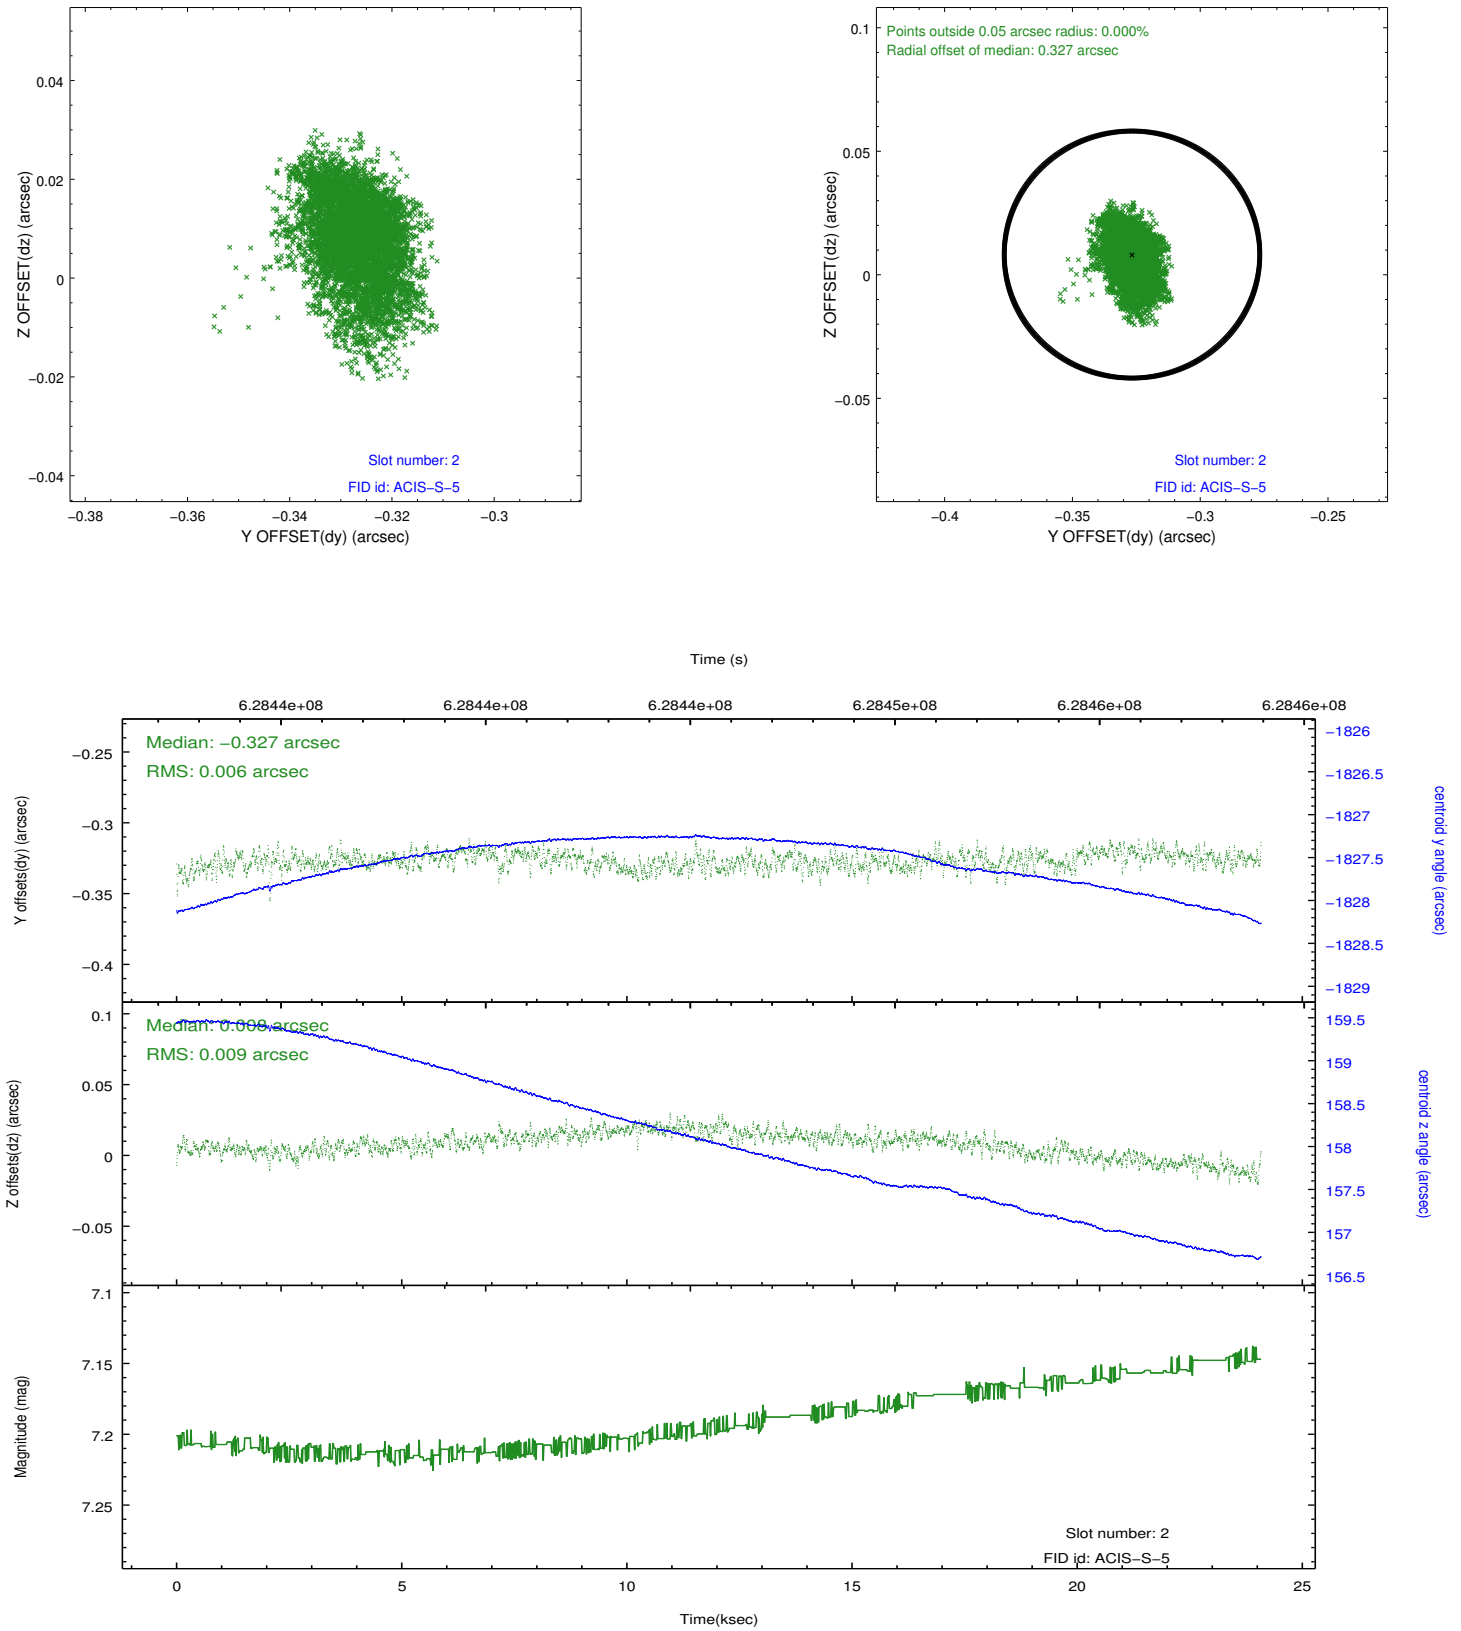 0.04
0.02
0
−0.02
−0.04
Z OFFSET(dz) (arcsec)
Slot number: 2
FID id: ACIS−S−5
−0.38
−0.36
−0.34
−0.32
−0.3
Y OFFSET(dy) (arcsec)
Points outside 0.05 arcsec radius: 0.000%
Radial offset of median: 0.327 arcsec
0.1
0.05
0
−0.05
Z OFFSET(dz) (arcsec)
Slot number: 2
FID id: ACIS−S−5
−0.4
−0.35
−0.3
−0.25
Y OFFSET(dy) (arcsec)
Time (s)
6.2844e+08
6.2844e+08
6.2844e+08
6.2845e+08
6.2846e+08
6.2846e+08
Median: −0.327 arcsec
RMS: 0.006 arcsec
−0.25
−0.3
−0.35
−0.4
Y offsets(dy) (arcsec)
−1826
−1826.5
−1827
−1827.5
−1828
−1828.5
−1829
centroid y angle (arcsec)
Median: 0.008 arcsec
RMS: 0.009 arcsec
0.1
0.05
0
−0.05
Z offsets(dz) (arcsec)
159.5
159
158.5
158
157.5
157
156.5
centroid z angle (arcsec)
7.1
7.15
7.2
7.25
Magnitude (mag)
Slot number: 2
FID id: ACIS−S−5
0
5
10
15
20
25
Time(ksec)